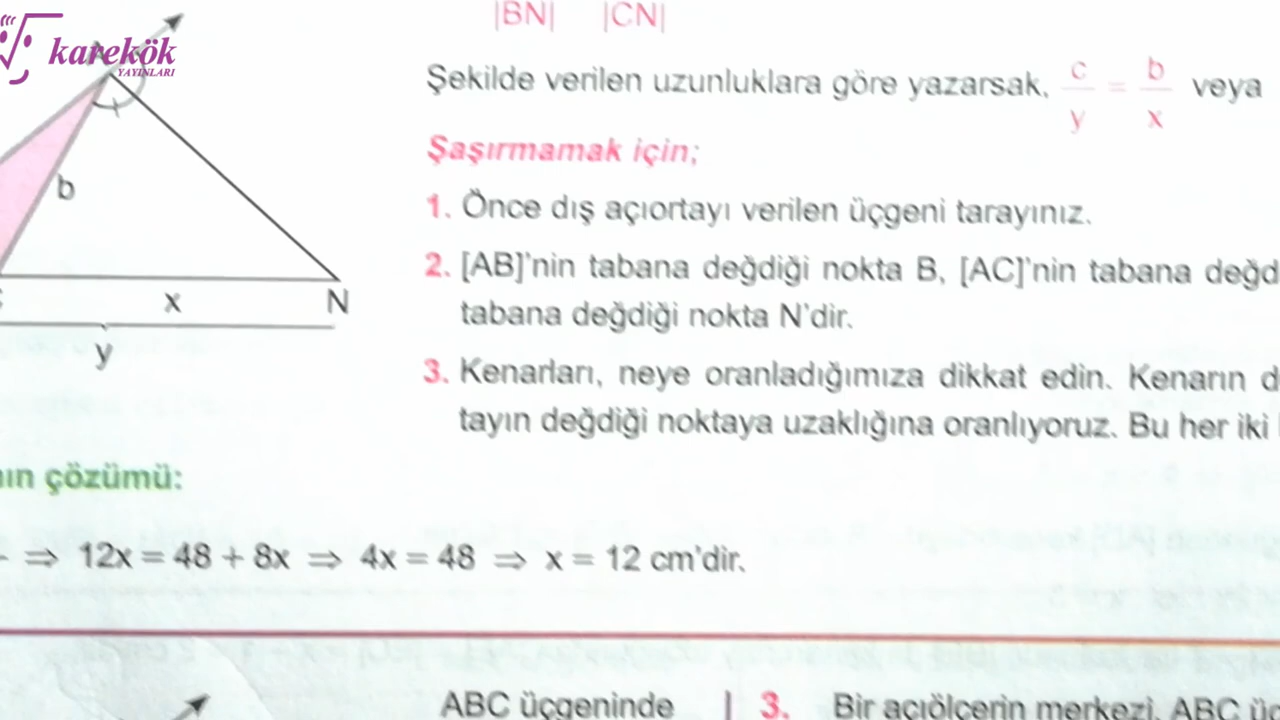 karekök
YAYINLARI
|BN| |CN|
Şekilde verilen uzunluklara göre yazarsak, c/y = b/x veya
Şaşırmamak için;
1. Önce dış açıortayı verilen üçgeni tarayınız.
2. [AB]'nin tabana değdiği nokta B, [AC]'nin tabana değd
tabana değdiği nokta N'dir.
3. Kenarları, neye oranladığımıza dikkat edin. Kenarın d
tayın değdiği noktaya uzaklığına oranlıyoruz. Bu her iki
b
x N
y
nın çözümü:
⇒ 12x = 48 + 8x ⇒ 4x = 48 ⇒ x = 12 cm'dir.
ABC üçgeninde
3. Bir açıölçerin merkezi, ABC üç